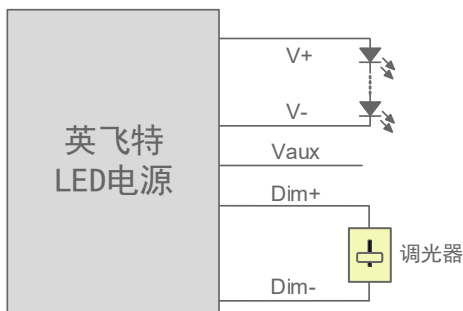 V+
V-
英飞特
LED电源
Vaux
Dim+
调光器
Dim-